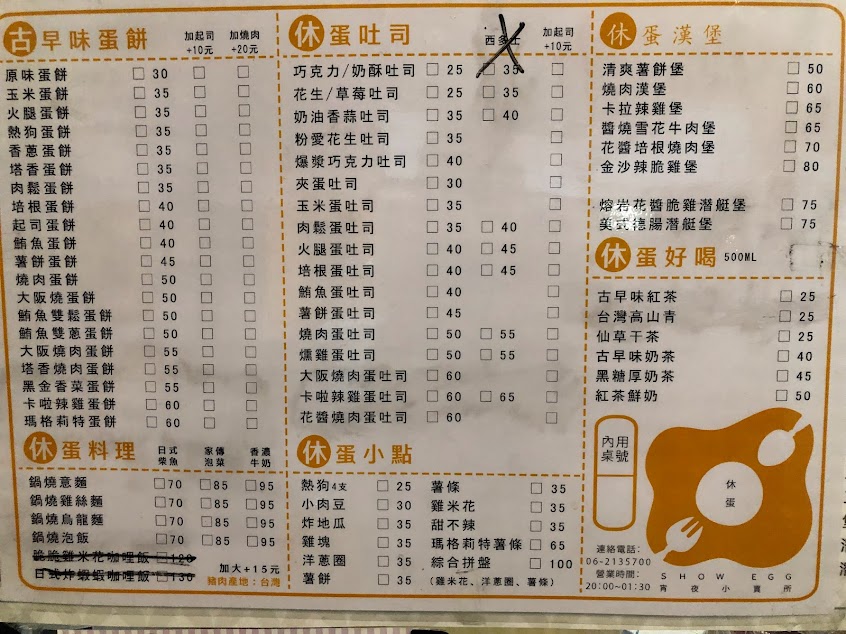 古早味蛋餅 加起司+10元 加燒肉+20元
原味蛋餅 □ 30 □ □
玉米蛋餅 □ 35 □ □
火腿蛋餅 □ 35 □ □
熱狗蛋餅 □ 35 □ □
香蔥蛋餅 □ 35 □ □
塔香蛋餅 □ 35 □ □
肉鬆蛋餅 □ 35 □ □
培根蛋餅 □ 40 □ □
起司蛋餅 □ 40 □ □
鮪魚蛋餅 □ 40 □ □
薯餅蛋餅 □ 45 □ □
燒肉蛋餅 □ 50 □ □
大阪燒蛋餅 □ 50 □ □
鮪魚雙鬆蛋餅 □ 50 □ □
鮪魚雙蔥蛋餅 □ 50 □ □
大阪燒肉蛋餅 □ 55 □ □
塔香燒肉蛋餅 □ 55 □ □
黑金香菜蛋餅 □ 55 □ □
卡啦辣雞蛋餅 □ 60 □ □
瑪格莉特蛋餅 □ 60 □ □
休蛋料理 日式柴魚 家傳泡菜 香濃牛奶
鍋燒意麵 □70 □85 □95
鍋燒雞絲麵 □70 □85 □95
鍋燒烏龍麵 □70 □85 □95
鍋燒泡飯 □70 □85 □95
脆脆雞米花咖哩飯 □120
日式炸蝦蝦咖哩飯 □130
加大+15元
豬肉產地：台灣
休蛋吐司 西多士 加起司+10元
巧克力/奶酥吐司 □ 25 □ 35 □
花生/草莓吐司 □ 25 □ 35 □
奶油香蒜吐司 □ 35 □ 40 □
粉愛花生吐司 □ 35 □
爆漿巧克力吐司 □ 40 □
夾蛋吐司 □ 30 □
玉米蛋吐司 □ 35 □
肉鬆蛋吐司 □ 35 □ 40 □
火腿蛋吐司 □ 40 □ 45 □
培根蛋吐司 □ 40 □ 45 □
鮪魚蛋吐司 □ 40 □
薯餅蛋吐司 □ 45 □
燒肉蛋吐司 □ 50 □ 55 □
燻雞蛋吐司 □ 50 □ 55 □
大阪燒肉蛋吐司 □ 60 □
卡啦辣雞蛋吐司 □ 60 □ 65 □
花醬燒肉蛋吐司 □ 60 □
休蛋小點
熱狗4支 □ 25
小肉豆 □ 30
炸地瓜 □ 35
雞塊 □ 35
洋蔥圈 □ 35
薯餅 □ 35
薯條 □ 35
雞米花 □ 35
甜不辣 □ 35
瑪格莉特薯條 □ 65
綜合拼盤 □ 100
(雞米花、洋蔥圈、薯條)
休蛋漢堡
清爽薯餅堡 □ 50
燒肉漢堡 □ 60
卡拉辣雞堡 □ 65
醬燒雪花牛肉堡 □ 65
花醬培根燒肉堡 □ 70
金沙辣脆雞堡 □ 80
熔岩花醬脆雞潛艇堡 □ 75
美式德腸潛艇堡 □ 75
休蛋好喝 500ML
古早味紅茶 □ 25
台灣高山青 □ 25
仙草干茶 □ 25
古早味奶茶 □ 40
黑糖厚奶茶 □ 45
紅茶鮮奶 □ 50
內用桌號
休蛋
連絡電話：
06-2135700
營業時間：
20:00~01:30
SHOW EGG
宵夜小賣所